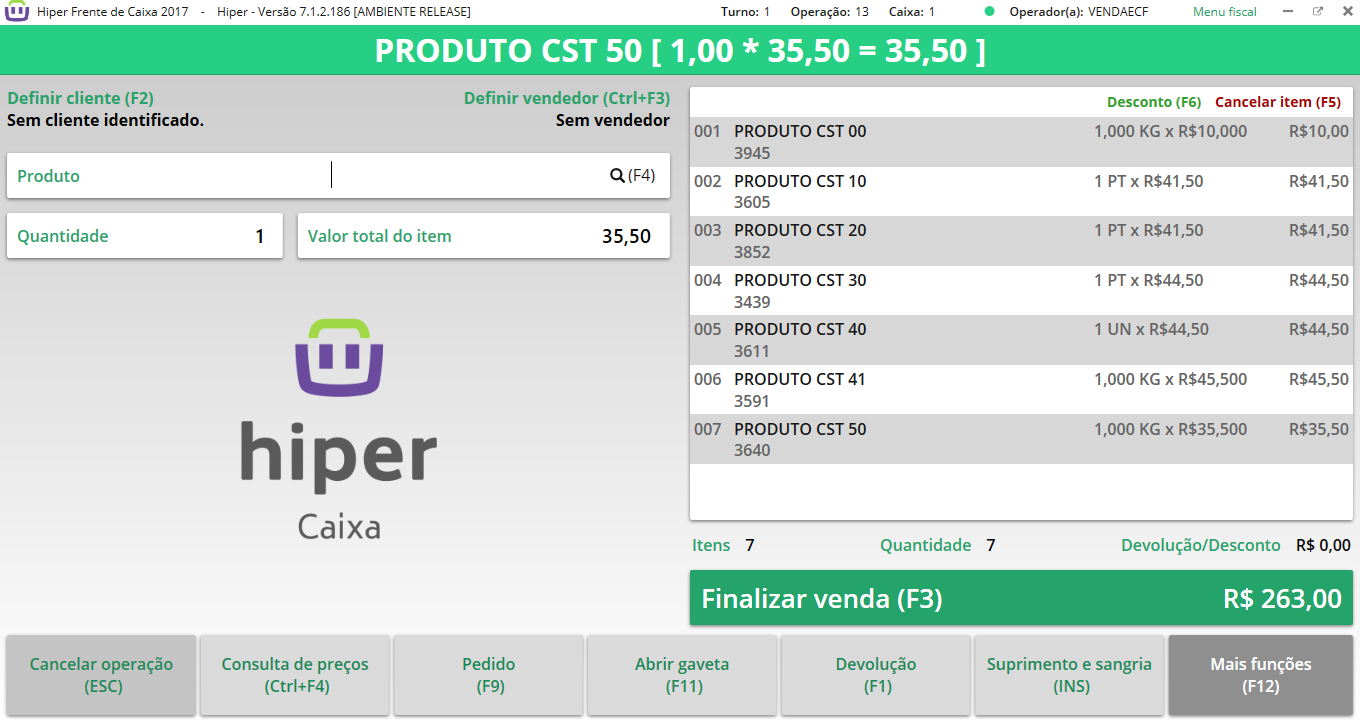 Hiper Frente de Caixa 2017 - Hiper - Versão 7.1.2.186 [AMBIENTE RELEASE] Turno: 1 Operação: 13 Caixa: 1 Operador(a): VENDAECF Menu fiscal
PRODUTO CST 50 [ 1,00 * 35,50 = 35,50 ]
Definir cliente (F2) Definir vendedor (Ctrl+F3)
Sem cliente identificado. Sem vendedor
Produto (F4)
Quantidade 1 Valor total do item 35,50
hiper
Caixa
Desconto (F6) Cancelar item (F5)
001 PRODUTO CST 00 1,000 KG x R$10,000 R$10,00
3945
002 PRODUTO CST 10 1 PT x R$41,50 R$41,50
3605
003 PRODUTO CST 20 1 PT x R$41,50 R$41,50
3852
004 PRODUTO CST 30 1 PT x R$44,50 R$44,50
3439
005 PRODUTO CST 40 1 UN x R$44,50 R$44,50
3611
006 PRODUTO CST 41 1,000 KG x R$45,500 R$45,50
3591
007 PRODUTO CST 50 1,000 KG x R$35,500 R$35,50
3640
Itens 7 Quantidade 7 Devolução/Desconto R$ 0,00
Finalizar venda (F3) R$ 263,00
Cancelar operação
(ESC)
Consulta de preços
(Ctrl+F4)
Pedido
(F9)
Abrir gaveta
(F11)
Devolução
(F1)
Suprimento e sangria
(INS)
Mais funções
(F12)